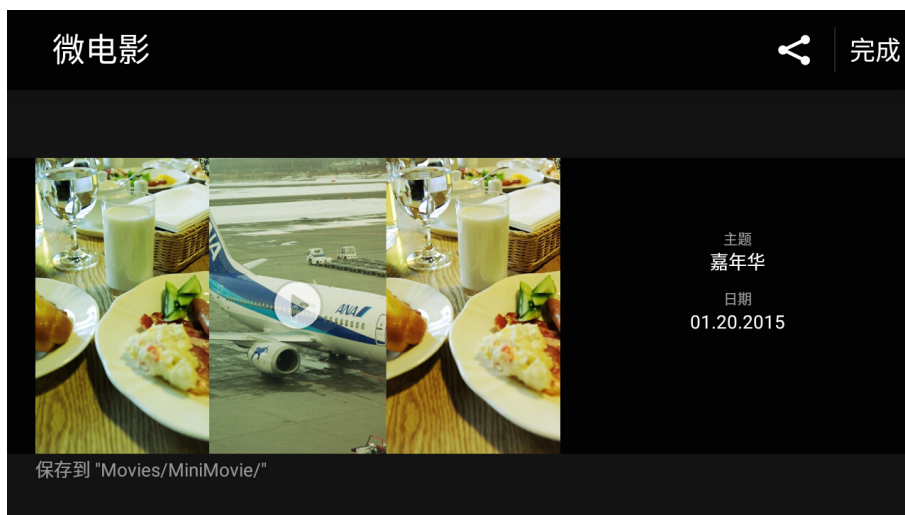 微电影
完成
ANA
主题
嘉年华
日期
01.20.2015
保存到 "Movies/MiniMovie/"